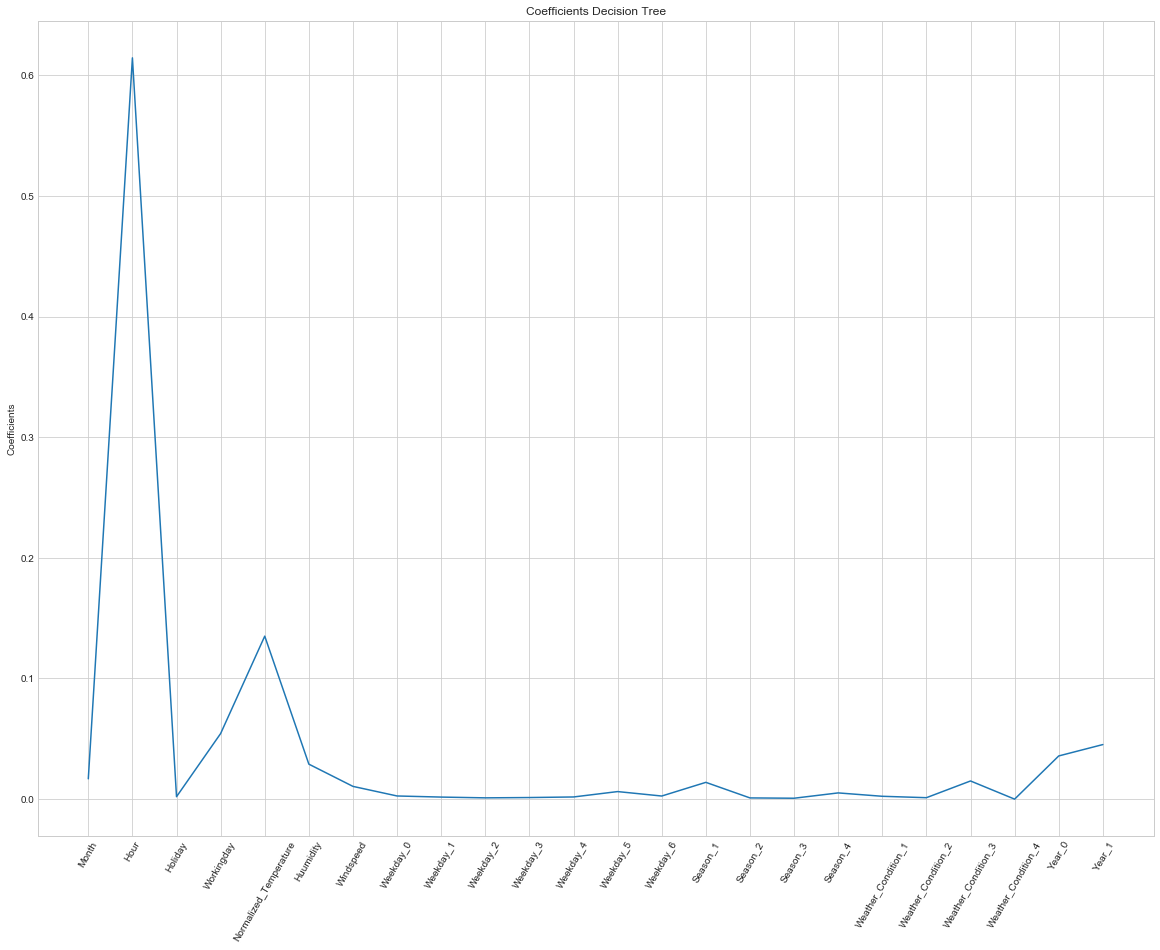 Coefficients Decision Tree
0.6
0.5
0.4
0.3
0.2
0.1
0.0
Coefficients
Month
Hour
Holiday
Workingday
Normalized_Temperature
Huumidity
Windspeed
Weekday_0
Weekday_1
Weekday_2
Weekday_3
Weekday_4
Weekday_5
Weekday_6
Season_1
Season_2
Season_3
Season_4
Weather_Condition_1
Weather_Condition_2
Weather_Condition_3
Weather_Condition_4
Year_0
Year_1